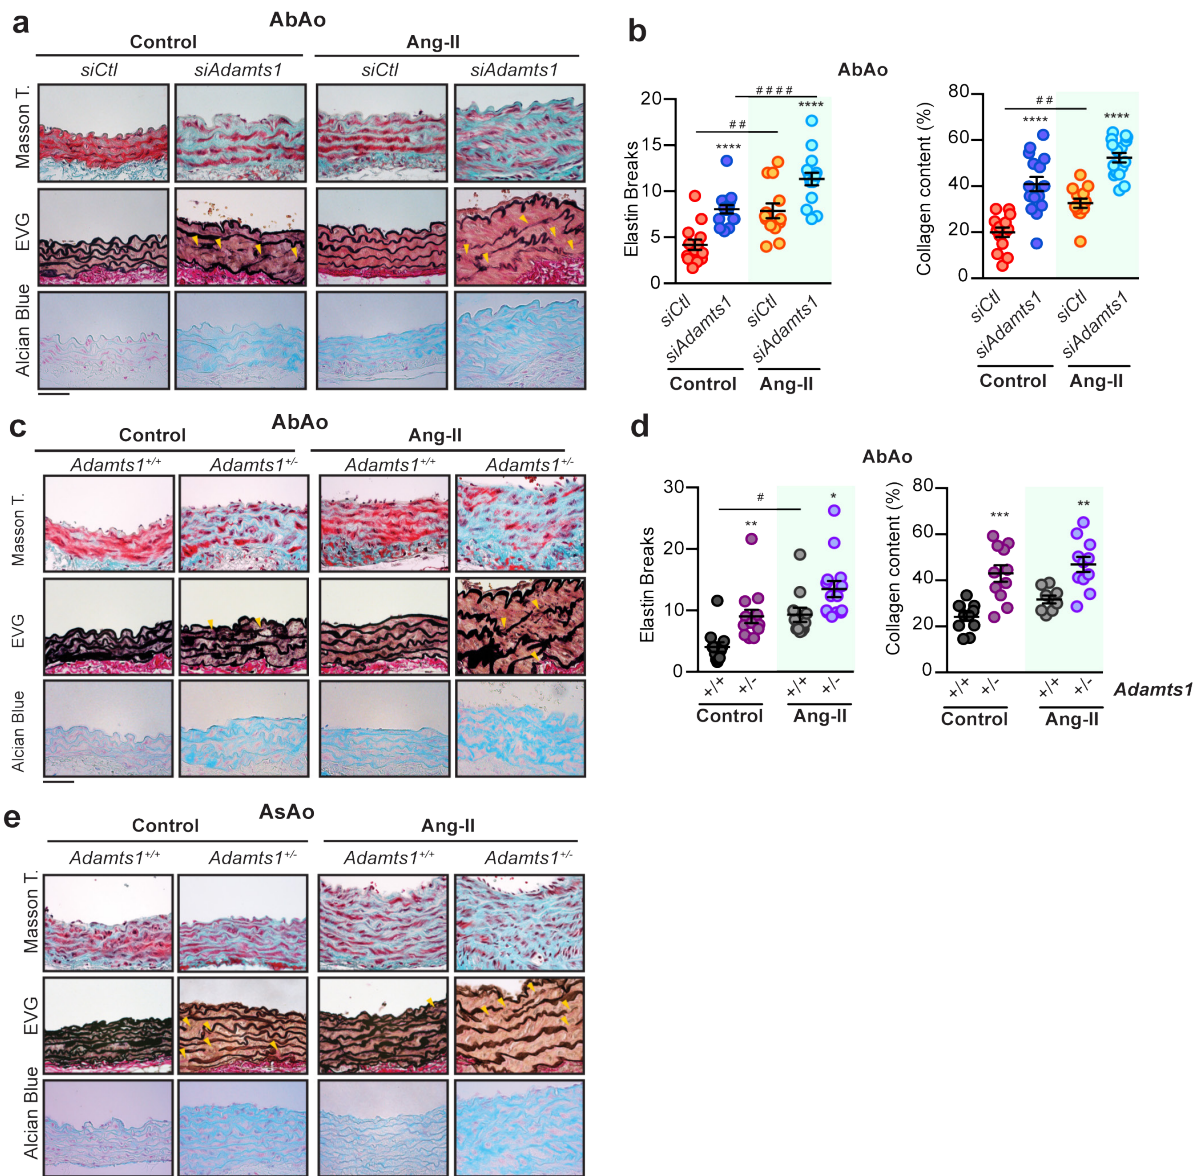 a
AbAo
Control
Ang-II
siCtl
siAdamts1
siCtl
siAdamts1
Masson T.
EVG
Alcian Blue
b
AbAo
Elastin Breaks
20
15
10
5
0
####
##
****
****
siCtl
siAdamts1
siCtl
siAdamts1
Control
Ang-II
Collagen content (%)
80
60
40
20
0
##
****
****
siCtl
siAdamts1
siCtl
siAdamts1
Control
Ang-II
c
AbAo
Control
Ang-II
Adamts1+/+
Adamts1+/-
Adamts1+/+
Adamts1+/-
Masson T.
EVG
Alcian Blue
d
AbAo
Elastin Breaks
30
20
10
0
#
**
*
+/+
+/-
+/+
+/-
Control
Ang-II
Collagen content (%)
80
60
40
20
0
***
**
+/+
+/-
+/+
+/-
Adamts1
Control
Ang-II
e
AsAo
Control
Ang-II
Adamts1+/+
Adamts1+/-
Adamts1+/+
Adamts1+/-
Masson T.
EVG
Alcian Blue